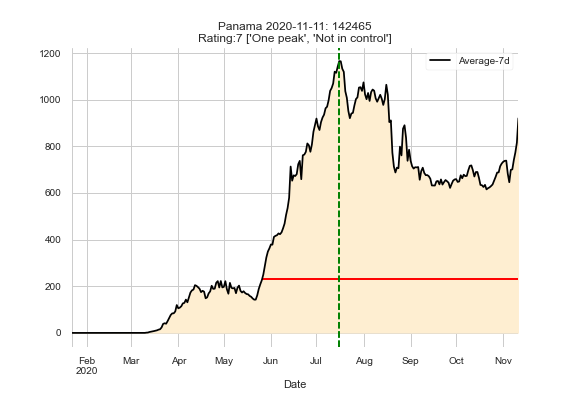 Panama 2020-11-11: 142465
Rating:7 ['One peak', 'Not in control']
Average-7d
1200
1000
800
600
400
200
0
Feb Mar Apr May Jun Jul Aug Sep Oct Nov
2020
Date